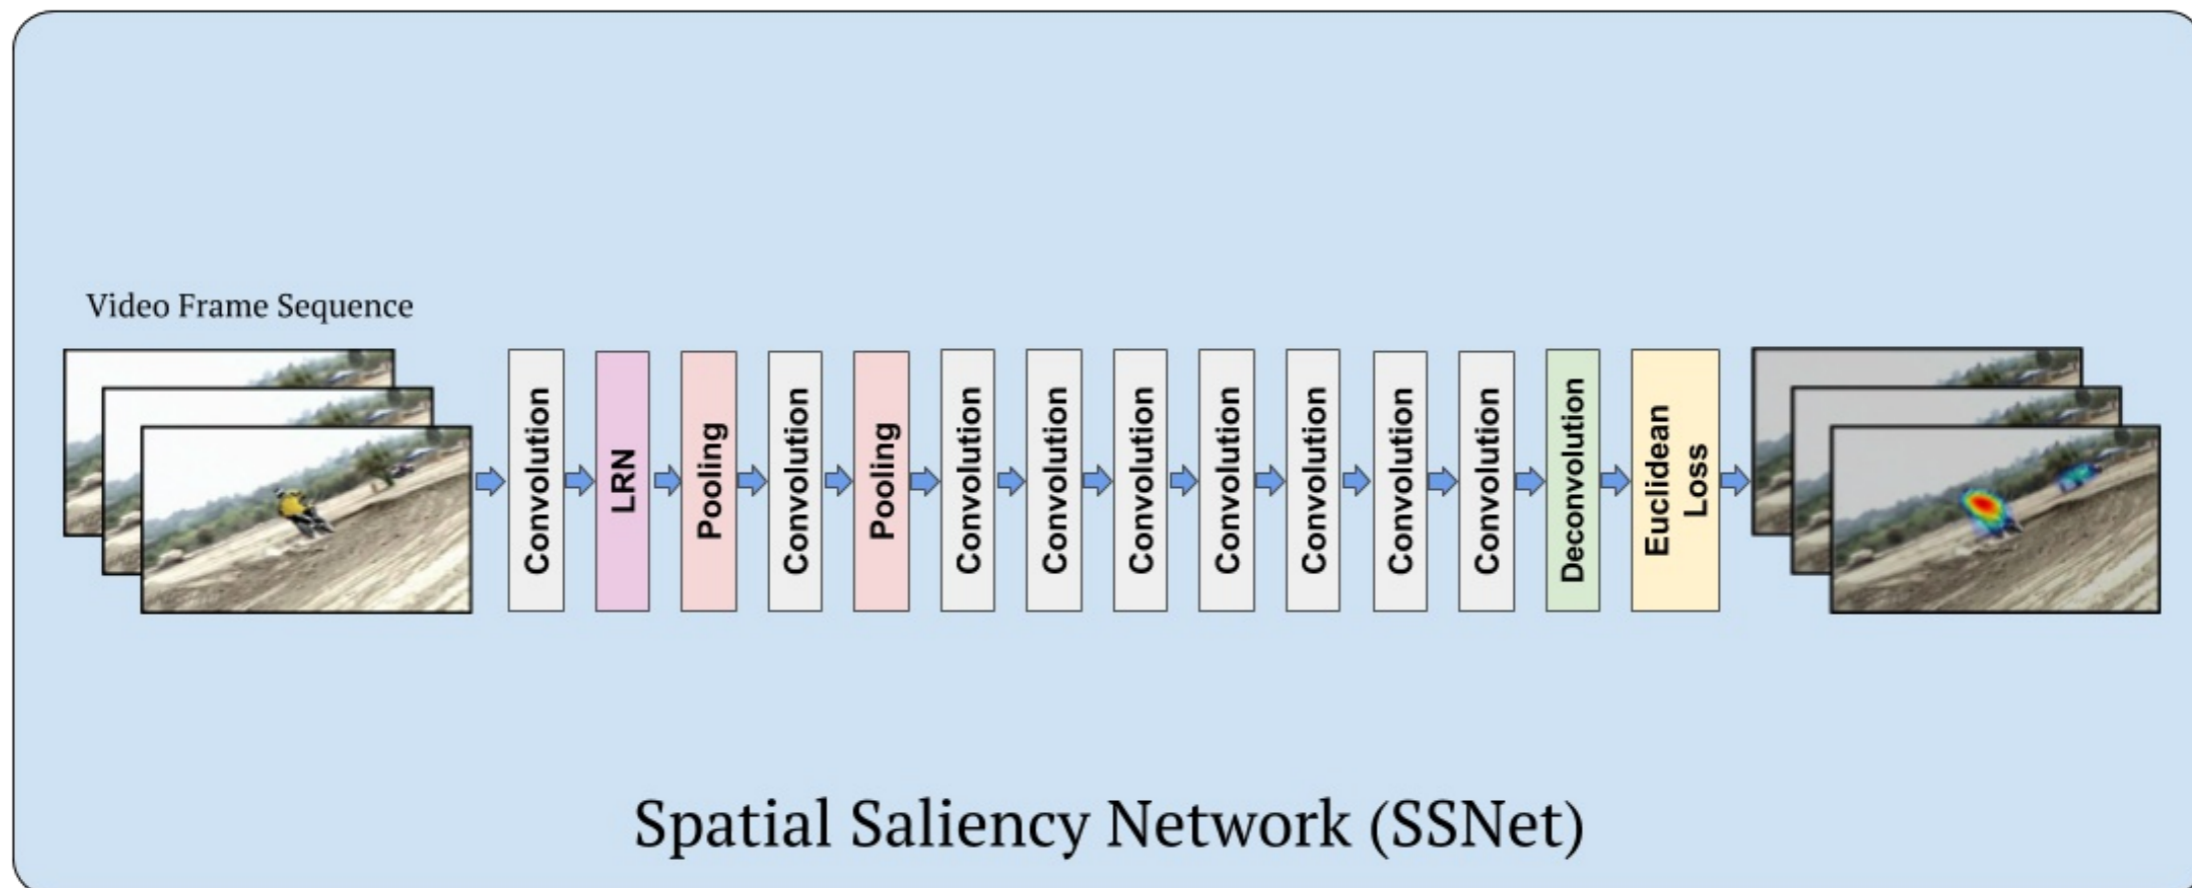 Video Frame Sequence
Convolution
LRN
Pooling
Convolution
Pooling
Convolution
Convolution
Convolution
Convolution
Convolution
Convolution
Convolution
Deconvolution
Euclidean
Loss
Spatial Saliency Network (SSNet)